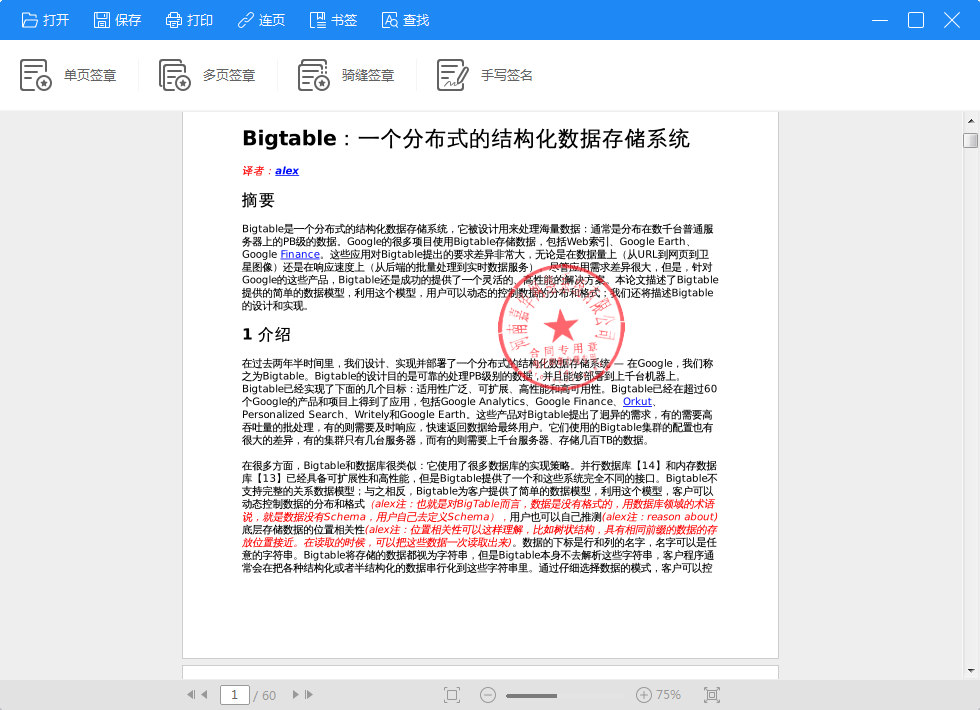 打开 保存 打印 连页 书签 查找
单页签章 多页签章 骑缝签章 手写签名
Bigtable：一个分布式的结构化数据存储系统
译者：alex
摘要
Bigtable是一个分布式的结构化数据存储系统，它被设计用来处理海量数据：通常是分布在数千台普通服
务器上的PB级的数据。Google的很多项目使用Bigtable存储数据，包括Web索引、Google Earth、
Google Finance。这些应用对Bigtable提出的要求差异非常大，无论是在数据量上（从URL到网页到卫
星图像）还是在响应速度上（从后端的批量处理到实时数据服务）。尽管应用需求差异很大，但是，针对
Google的这些产品，Bigtable还是成功的提供了一个灵活的、高性能的解决方案。本论文描述了Bigtable
提供的简单的数据模型，利用这个模型，用户可以动态的控制数据的分布和格式；我们还将描述Bigtable
的设计和实现。
合同专用章
1 介绍
在过去两年半时间里，我们设计、实现并部署了一个分布式的结构化数据存储系统 — 在Google，我们称
之为Bigtable。Bigtable的设计目的是可靠的处理PB级别的数据，并且能够部署到上千台机器上。
Bigtable已经实现了下面的几个目标：适用性广泛、可扩展、高性能和高可用性。Bigtable已经在超过60
个Google的产品和项目上得到了应用，包括Google Analytics、Google Finance、Orkut、
Personalized Search、Writely和Google Earth。这些产品对Bigtable提出了迥异的需求，有的需要高
吞吐量的批处理，有的则需要及时响应，快速返回数据给最终用户。它们使用的Bigtable集群的配置也有
很大的差异，有的集群只有几台服务器，而有的则需要上千台服务器、存储几百TB的数据。
在很多方面，Bigtable和数据库很类似：它使用了很多数据库的实现策略。并行数据库【14】和内存数据
库【13】已经具备可扩展性和高性能，但是Bigtable提供了一个和这些系统完全不同的接口。Bigtable不
支持完整的关系数据模型；与之相反，Bigtable为客户提供了简单的数据模型，利用这个模型，客户可以
动态控制数据的分布和格式（alex注：也就是对BigTable而言，数据是没有格式的，用数据库领域的术语
说，就是数据没有Schema，用户自己去定义Schema），用户也可以自己推测(alex注：reason about)
底层存储数据的位置相关性(alex注：位置相关性可以这样理解，比如树状结构，具有相同前缀的数据的存
放位置接近。在读取的时候，可以把这些数据一次读取出来)。数据的下标是行和列的名字，名字可以是任
意的字符串。Bigtable将存储的数据都视为字符串，但是Bigtable本身不去解析这些字符串，客户程序通
常会在把各种结构化或者半结构化的数据串行化到这些字符串里。通过仔细选择数据的模式，客户可以控
1 / 60 75%